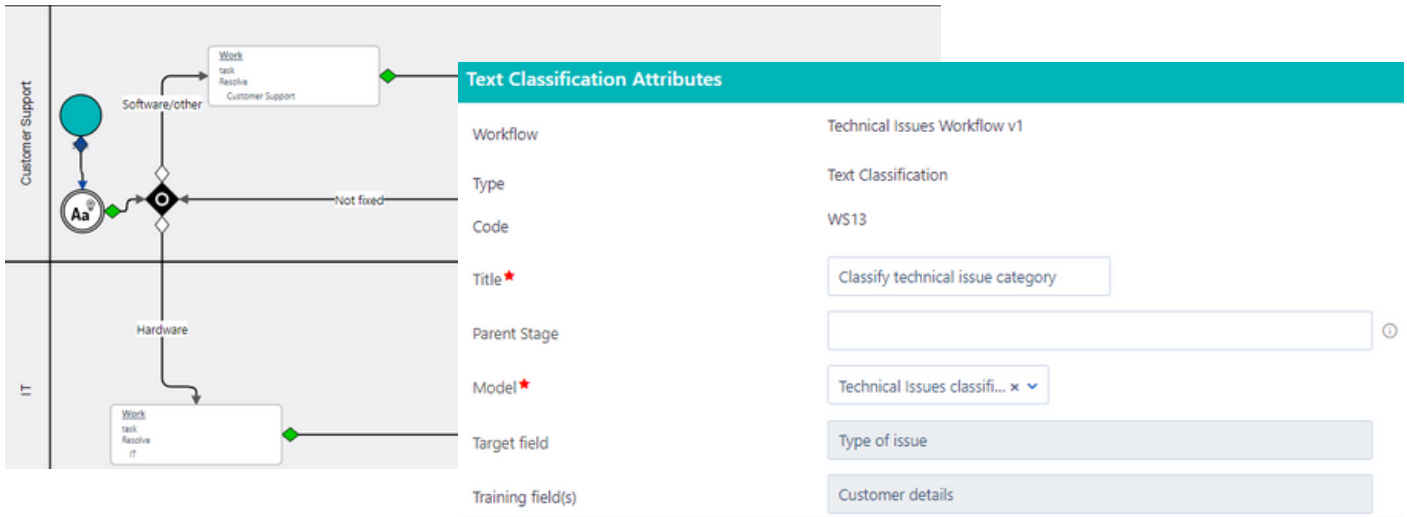 Customer Support
Work
task
Resolve
Customer Support
Software/other
Aa
Not fixed
Hardware
IT
Work
task
Resolve
IT
Text Classification Attributes
Workflow
Technical Issues Workflow v1
Type
Text Classification
Code
WS13
Title
Classify technical issue category
Parent Stage
Model
Technical Issues classifi... ×
Target field
Type of issue
Training field(s)
Customer details